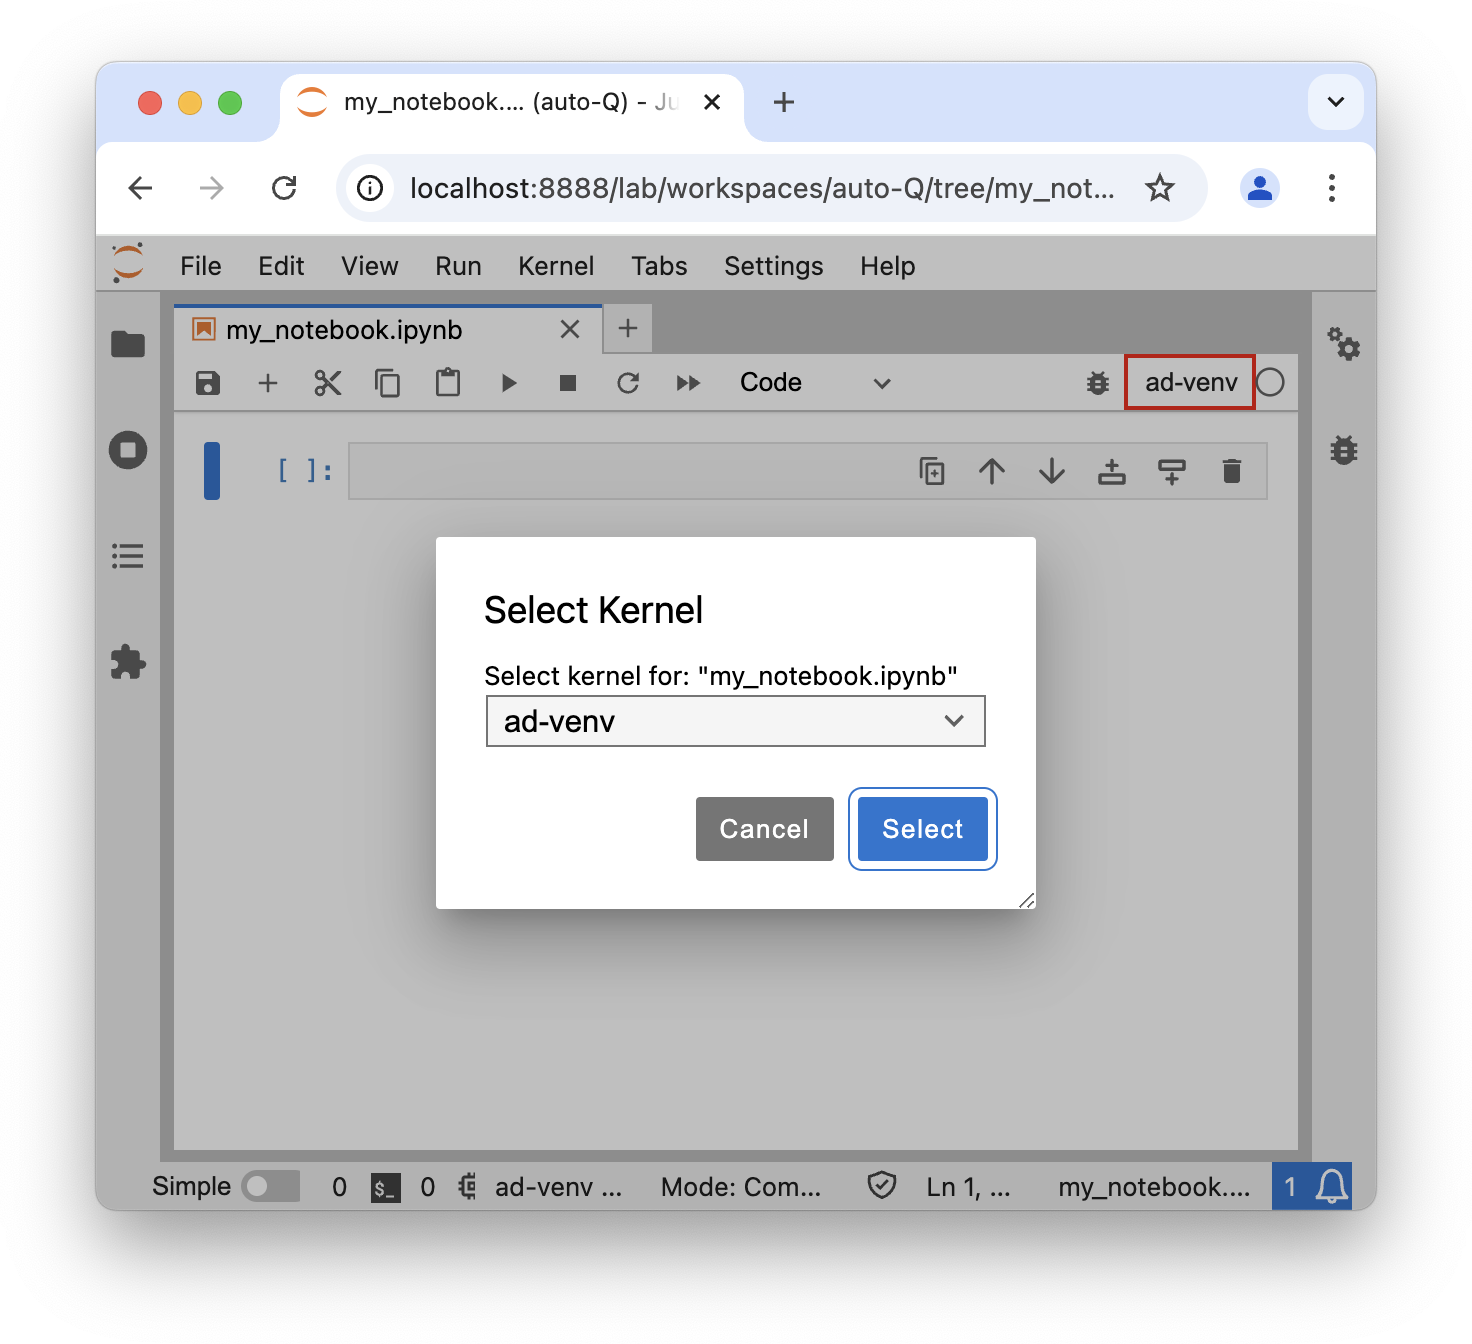 my_notebook.... (auto-Q) - Ju
localhost:8888/lab/workspaces/auto-Q/tree/my_not...
File Edit View Run Kernel Tabs Settings Help
my_notebook.ipynb
Code ad-venv
[ ]:
Select Kernel
Select kernel for: "my_notebook.ipynb"
ad-venv
Cancel Select
Simple 0 $_ 0 ad-venv ... Mode: Com... Ln 1, ... my_notebook.... 1